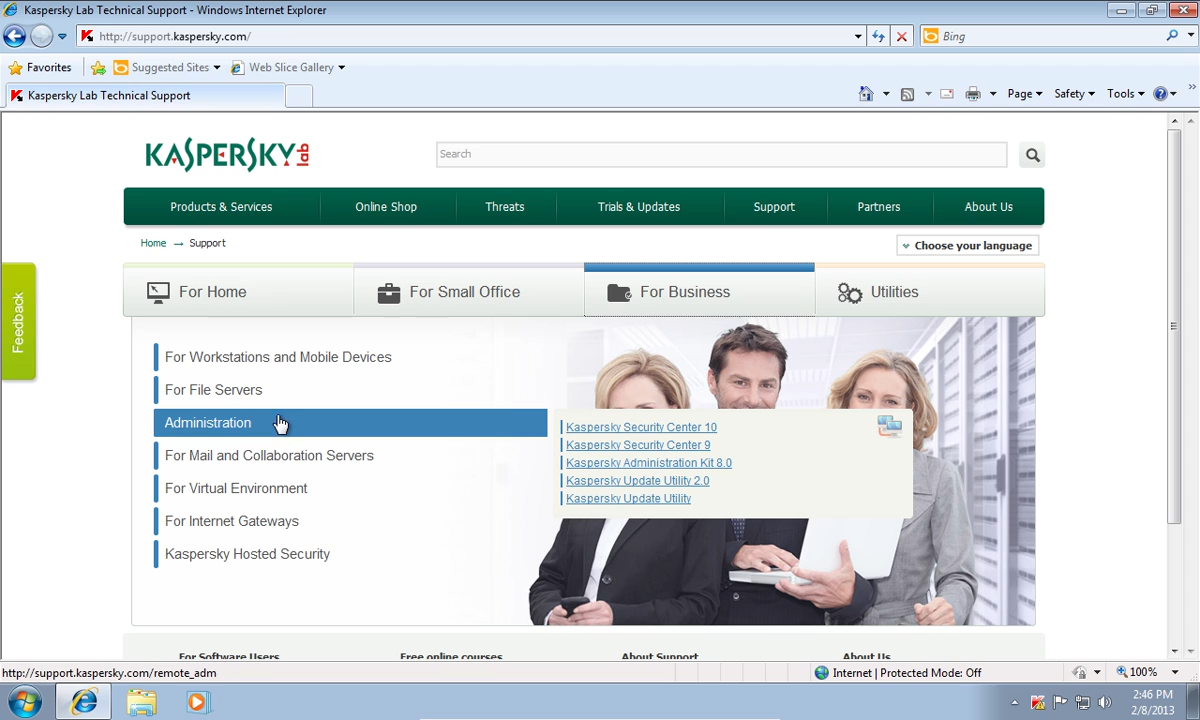 Kaspersky Lab Technical Support - Windows Internet Explorer
http://support.kaspersky.com/
Bing
Favorites
Suggested Sites
Web Slice Gallery
Kaspersky Lab Technical Support
Page
Safety
Tools
KASPERSKY lab
Search
Products & Services
Online Shop
Threats
Trials & Updates
Support
Partners
About Us
Home → Support
Choose your language
Feedback
For Home
For Small Office
For Business
Utilities
For Workstations and Mobile Devices
For File Servers
Administration
For Mail and Collaboration Servers
For Virtual Environment
For Internet Gateways
Kaspersky Hosted Security
Kaspersky Security Center 10
Kaspersky Security Center 9
Kaspersky Administration Kit 8.0
Kaspersky Update Utility 2.0
Kaspersky Update Utility
For Software Users
Free online courses
About Support
About Us
http://support.kaspersky.com/remote_adm
Internet | Protected Mode: Off
100%
2:46 PM
2/8/2013